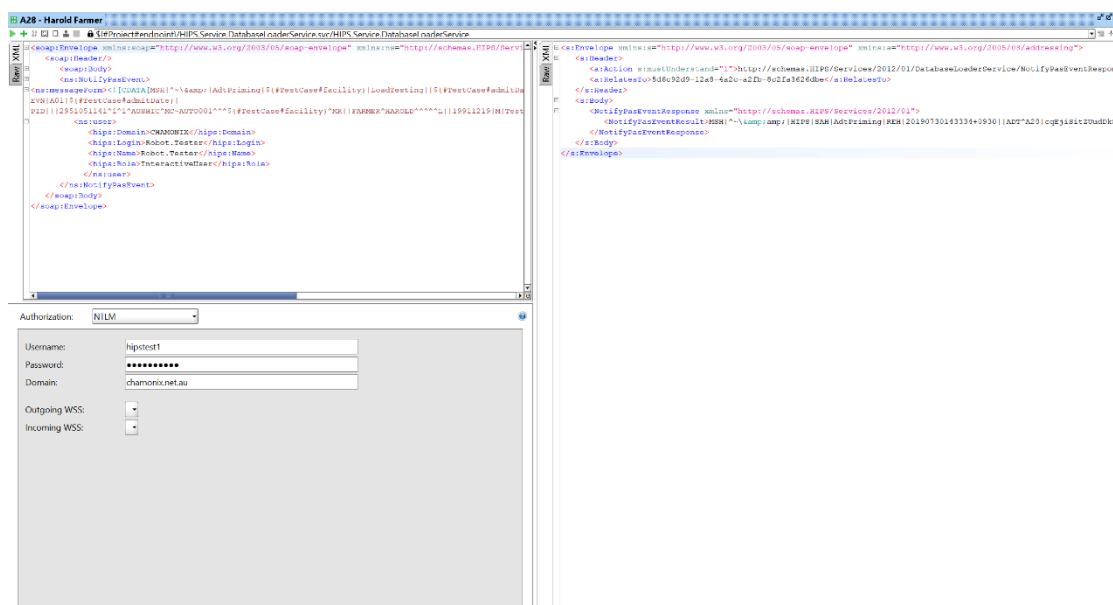 A28 - Harold Farmer
${#Project#endpoint}/HIPS.Service.DatabaseLoaderService.svc/HIPS.Service.DatabaseLoaderService
XML
Raw
<soap:Envelope xmlns:soap="http://www.w3.org/2003/05/soap-envelope" xmlns:ns="http://schemas.HIPS/Servi
<soap:Header/>
<soap:Body>
<ns:NotifyPasEvent>
<ns:messageForm><![CDATA[MSH|^~\&amp;|AdtPriming|${#TestCase#facility}|LoadTesting||${#TestCase#admitDa
EVN|A01|${#TestCase#admitDate}|
PID|||2951051141^1^1^AUSHIC^MC~AUTO001^^^${#TestCase#facility}^MR||FARMER^HAROLD^^^^^L||19911219|M|Test
<ns:user>
<hips:Domain>CHAMONIX</hips:Domain>
<hips:Login>Robot.Tester</hips:Login>
<hips:Name>Robot.Tester</hips:Name>
<hips:Role>InteractiveUser</hips:Role>
</ns:user>
</ns:NotifyPasEvent>
</soap:Body>
</soap:Envelope>
XML
Raw
<s:Envelope xmlns:s="http://www.w3.org/2003/05/soap-envelope" xmlns:a="http://www.w3.org/2005/08/addressing">
<s:Header>
<a:Action s:mustUnderstand="1">http://schemas.HIPS/Services/2012/01/DatabaseLoaderService/NotifyPasEventRespo
<a:RelatesTo>5d6c92d9-12a8-4a2c-a2fb-8c2fa3626dbe</a:RelatesTo>
</s:Header>
<s:Body>
<NotifyPasEventResponse xmlns="http://schemas.HIPS/Services/2012/01">
<NotifyPasEventResult>MSH|^~\&amp;amp;|HIPS|SAH|AdtPriming|REH|20190730163334+0930||ADT^A28|
</NotifyPasEventResponse>
</s:Body>
</s:Envelope>
Authorization: NTLM
Username: hipstest1
Password: ●●●●●●●●●●
Domain: chamonix.net.au
Outgoing WSS:
Incoming WSS: